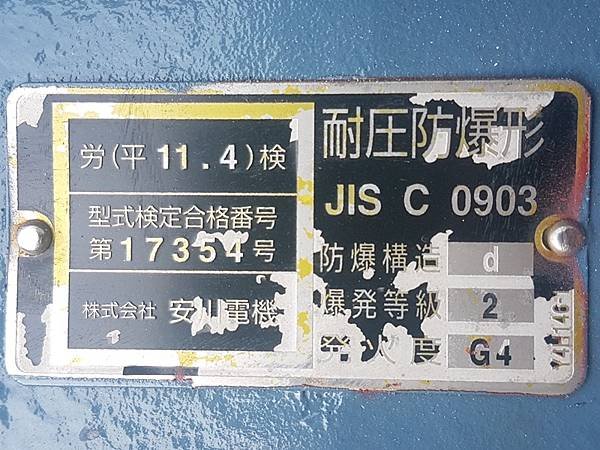 労(平11.4)検
型式検定合格番号
第17354号
株式会社 安川電機
耐圧防爆形
JIS C 0903
防爆構造 d
爆発等級 2
発火度 G4